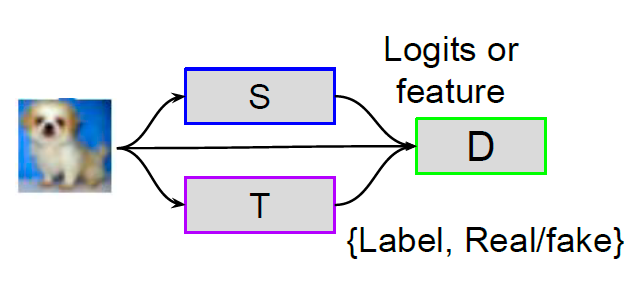 Logits or
feature
S
D
T
{Label, Real/fake}